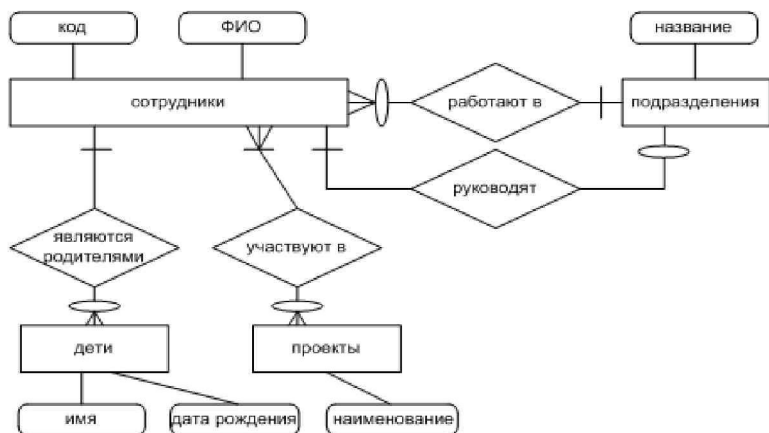 код
ФИО
название
сотрудники
работают в
подразделения
руководят
являются
родителями
участвуют в
дети
проекты
имя
дата рождения
наименование